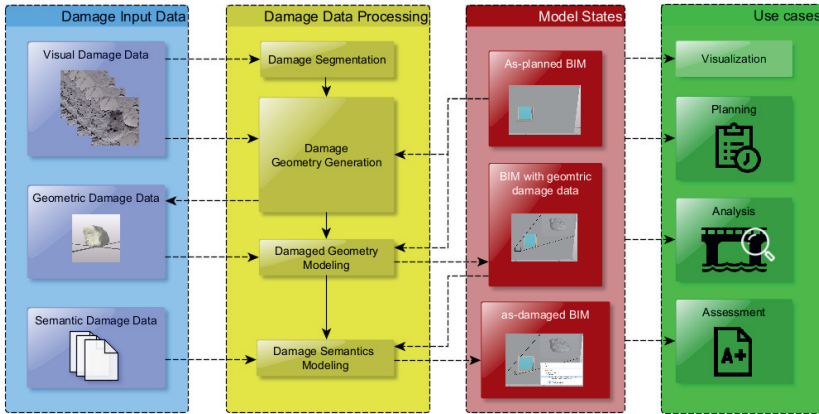 Damage Input Data
Visual Damage Data
Geometric Damage Data
Semantic Damage Data
Damage Data Processing
Damage Segmentation
Damage
Geometry Generation
Damaged Geometry
Modeling
Damage Semantics
Modeling
Model States
As-planned BIM
BIM with geomtric
damage data
as-damaged BIM
Use cases
Visualization
Planning
Analysis
Assessment
A+